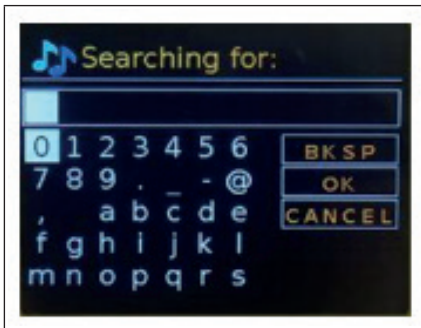 Searching for:
0 1 2 3 4 5 6 BKSP
7 8 9 . _ - @ OK
, a b c d e CANCEL
f g h i j k l
m n o p q r s